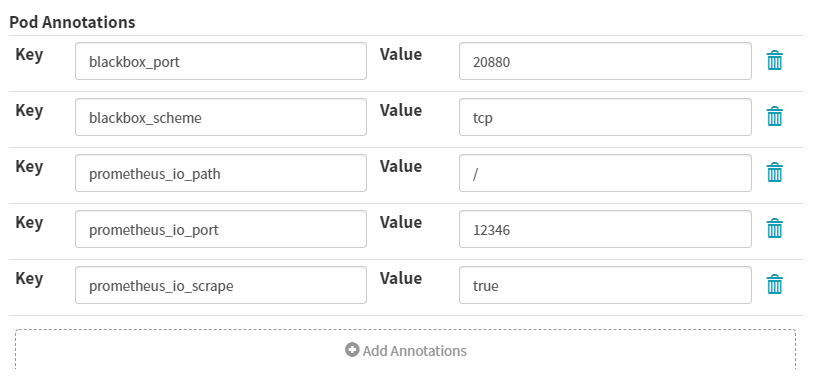 Pod Annotations
Key blackbox_port Value 20880
Key blackbox_scheme Value tcp
Key prometheus_io_path Value /
Key prometheus_io_port Value 12346
Key prometheus_io_scrape Value true
Add Annotations